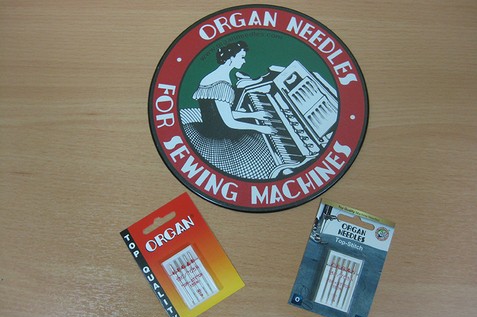 ORGAN NEEDLES
FOR SEWING MACHINES
ORGAN
TOP QUALITY
ORGAN
NEEDLES
Top-Stitch